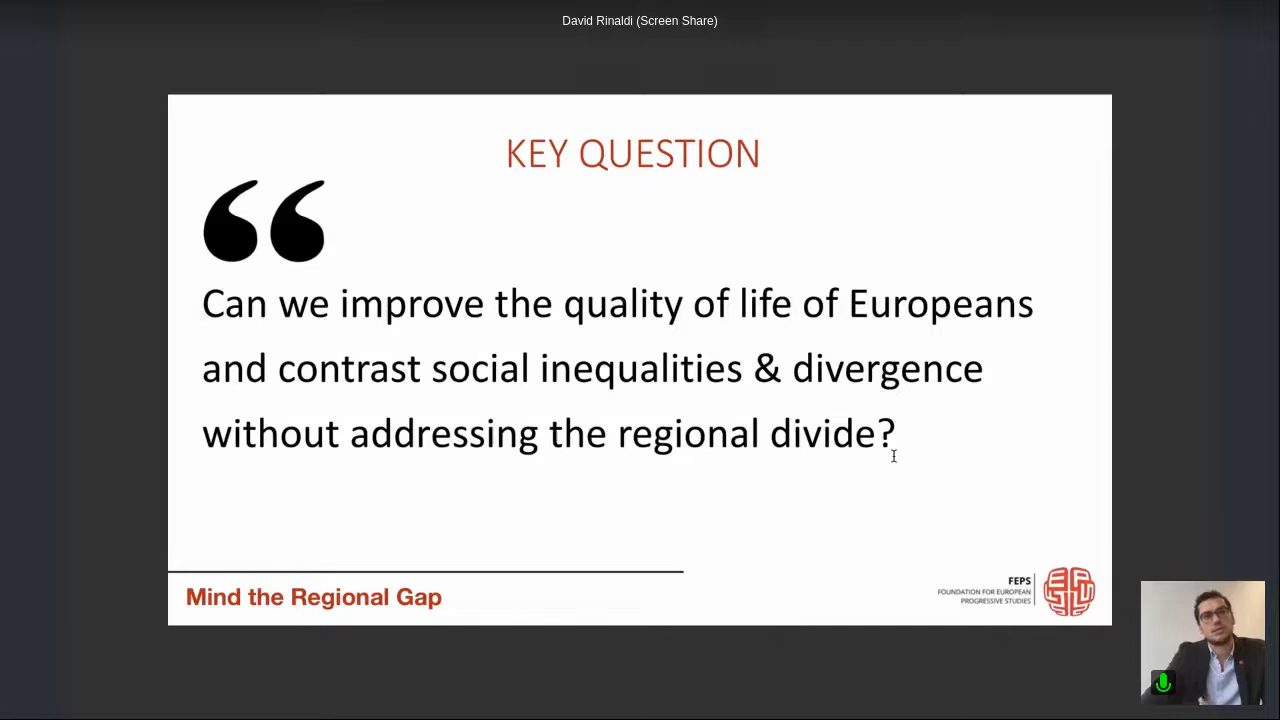 David Rinaldi (Screen Share)
KEY QUESTION
Can we improve the quality of life of Europeans
and contrast social inequalities & divergence
without addressing the regional divide?
Mind the Regional Gap
FEPS
FOUNDATION FOR EUROPEAN
PROGRESSIVE STUDIES